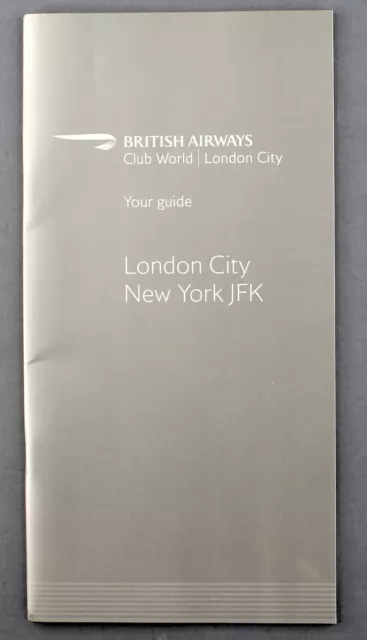 BRITISH AIRWAYS
Club World | London City
Your guide
London City
New York JFK